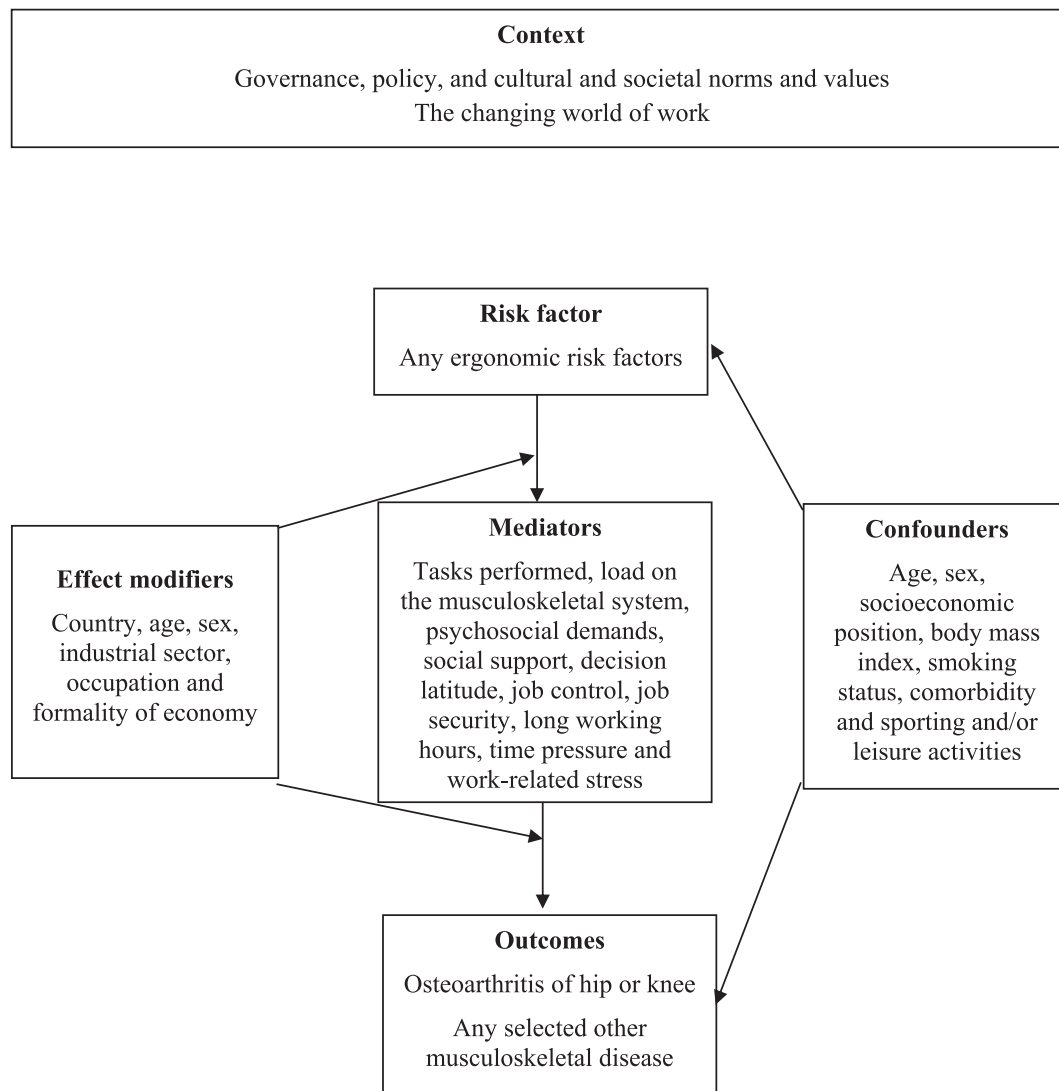 Context
Governance, policy, and cultural and societal norms and values
The changing world of work
Risk factor
Any ergonomic risk factors
Effect modifiers
Country, age, sex,
industrial sector,
occupation and
formality of economy
Mediators
Tasks performed, load on
the musculoskeletal system,
psychosocial demands,
social support, decision
latitude, job control, job
security, long working
hours, time pressure and
work-related stress
Confounders
Age, sex,
socioeconomic
position, body mass
index, smoking
status, comorbidity
and sporting and/or
leisure activities
Outcomes
Osteoarthritis of hip or knee
Any selected other
musculoskeletal disease